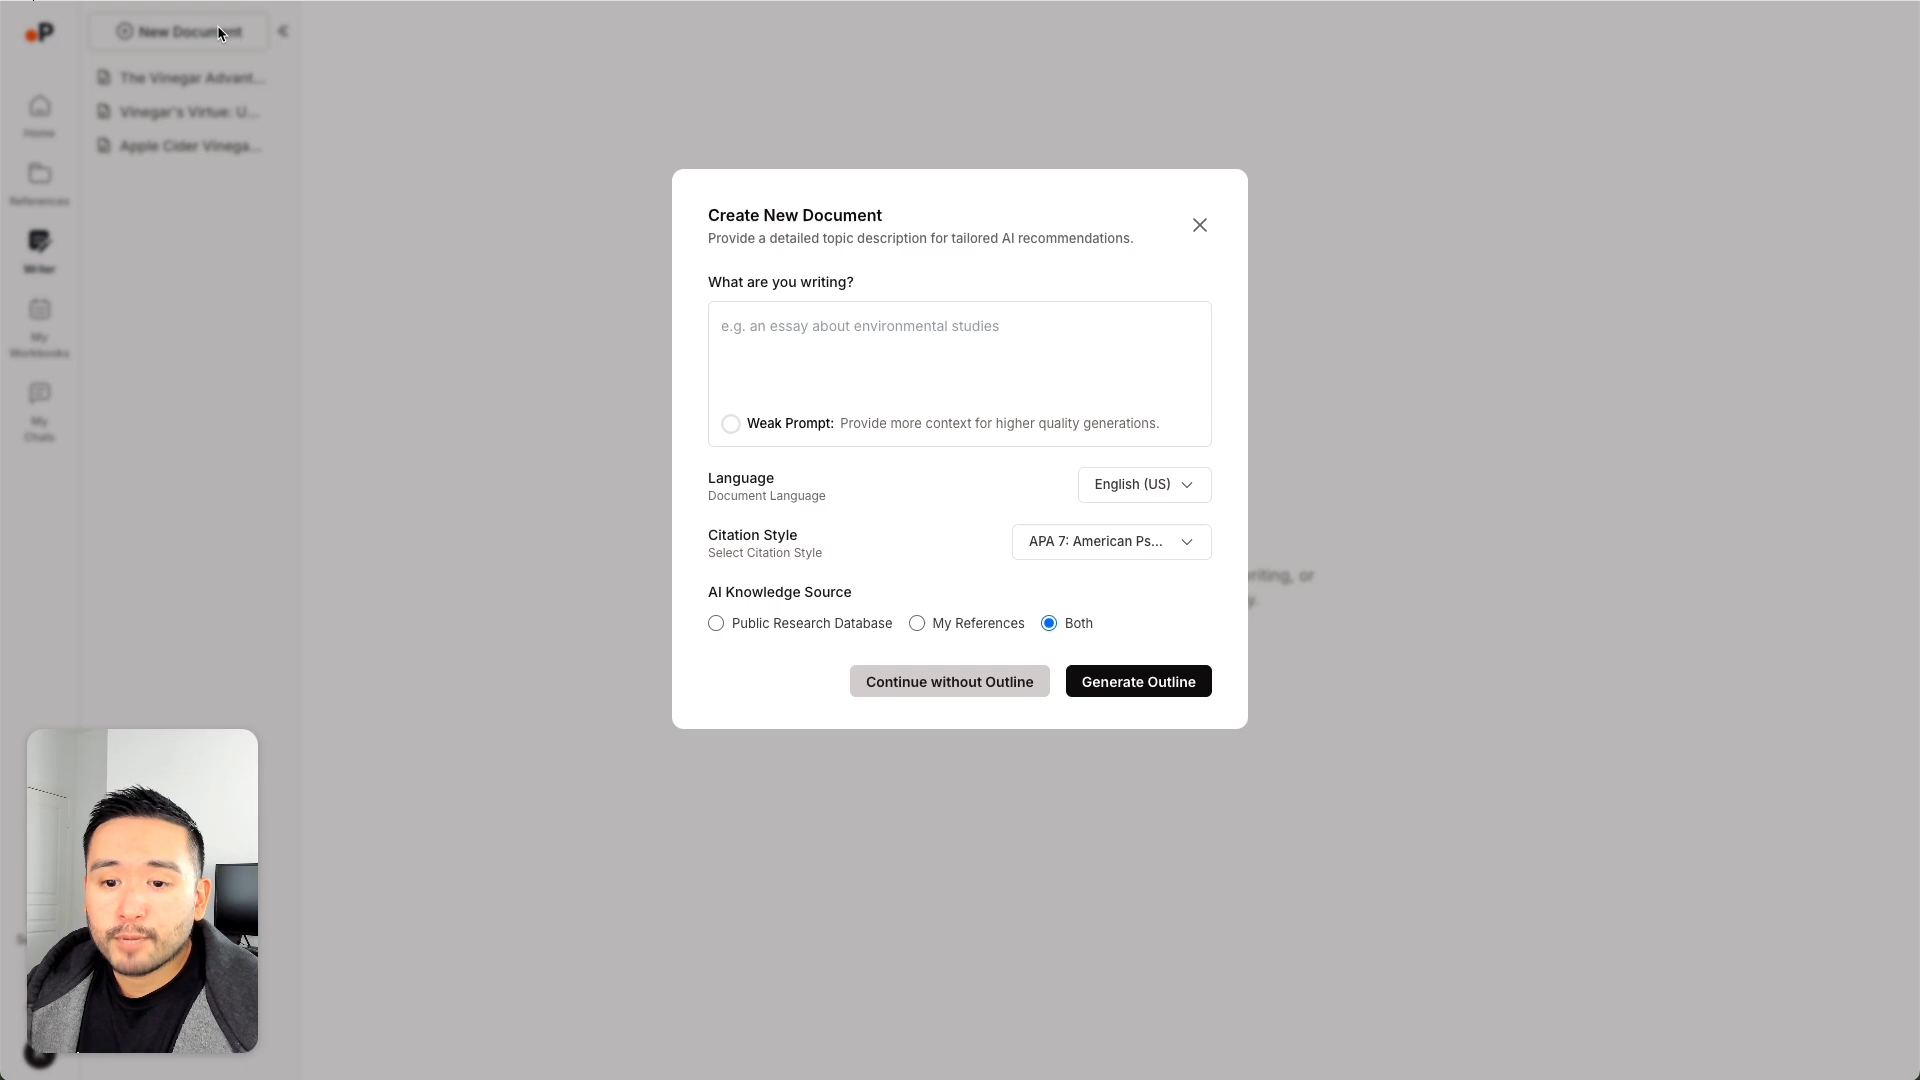 P
New Document
The Vinegar Advant...
Vinegar's Virtue: U...
Apple Cider Vinega...
Home
References
Writer
My
Workbooks
My
Chats
Create New Document
Provide a detailed topic description for tailored AI recommendations.
What are you writing?
e.g. an essay about environmental studies
Weak Prompt: Provide more context for higher quality generations.
Language
Document Language
English (US)
Citation Style
Select Citation Style
APA 7: American Ps...
AI Knowledge Source
Public Research Database
My References
Both
Continue without Outline
Generate Outline